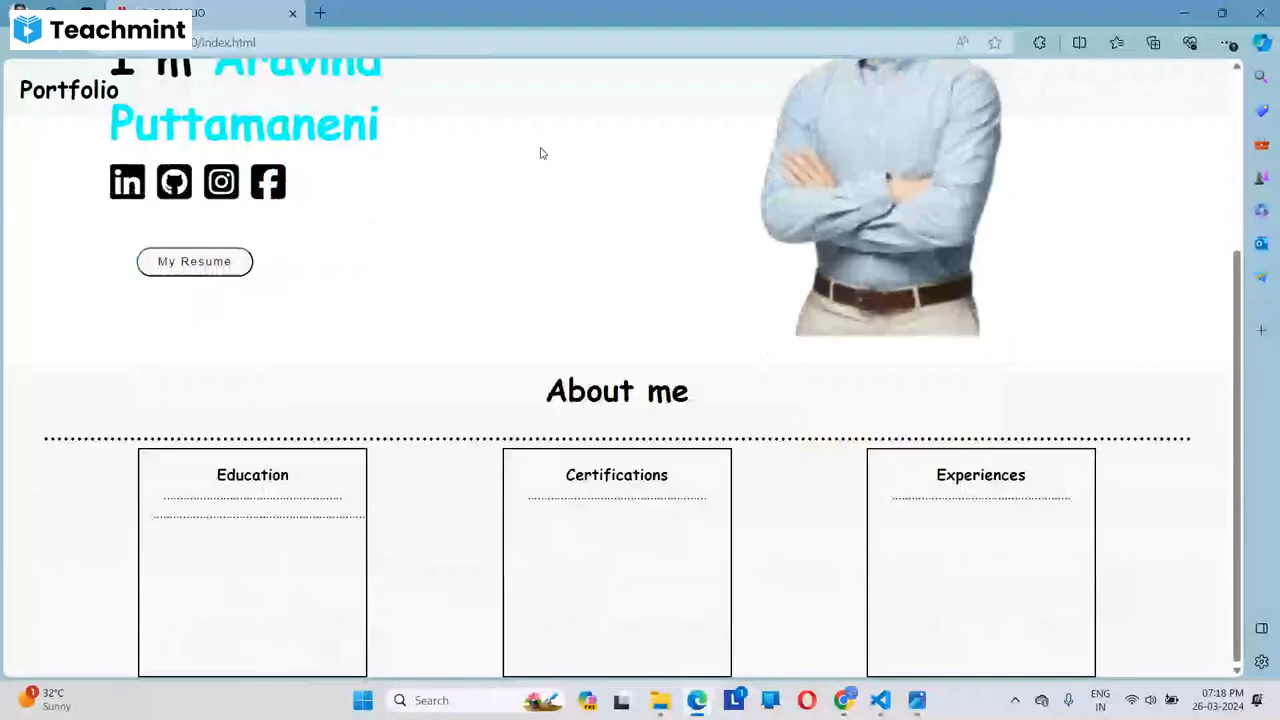 Teachmint
0/index.html
I'm Aravind
Puttamaneni
Portfolio
My Resume
About me
Education
Certifications
Experiences
32°C
Sunny
Search
ENG
IN
07:18 PM
26-03-2024